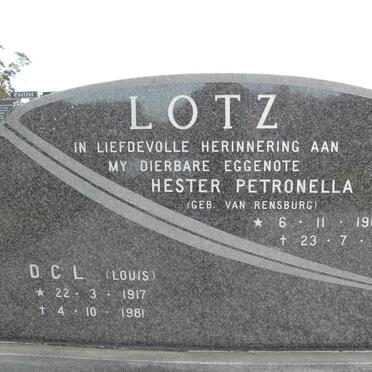 LOTZ
IN LIEFDEVOLLE HERINNERING AAN
MY DIERBARE EGGENOTE
HESTER PETRONELLA
(GEB. VAN RENSBURG)
★ 6 · 11 ·
† 23 · 7 ·
D C L (LOUIS)
★ 22 · 3 · 1917
† 4 · 10 · 1981